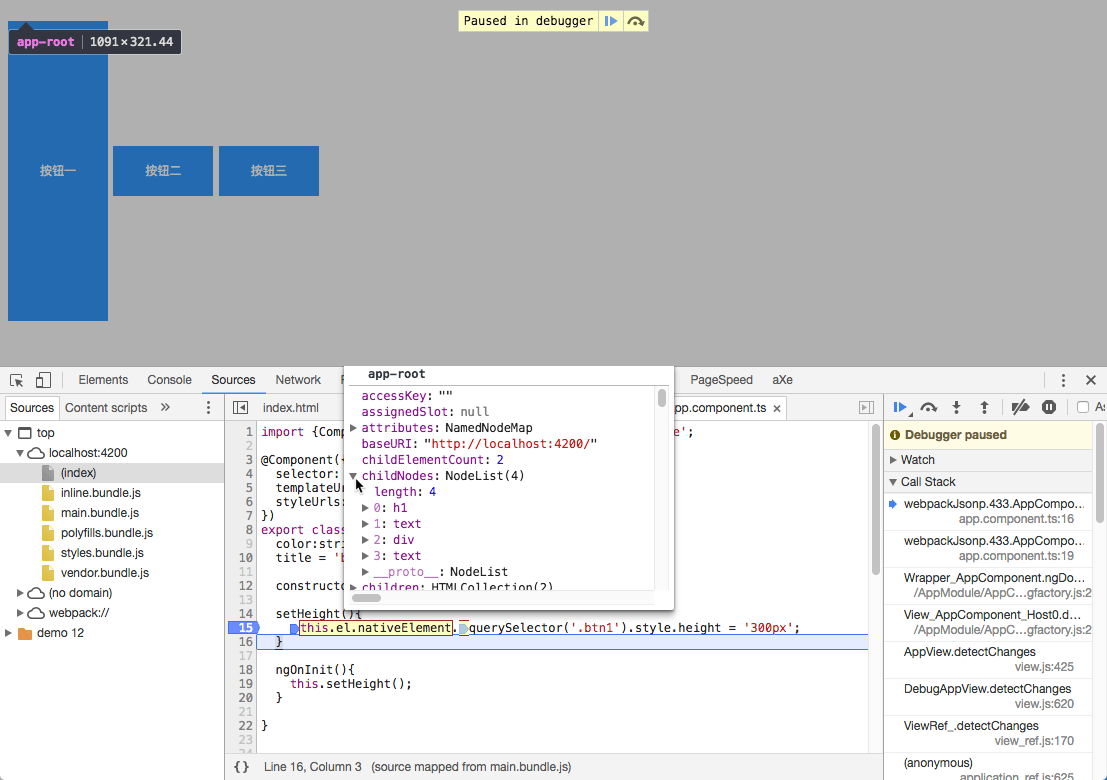 Paused in debugger
app-root 1091×321.44
按钮一
按钮二
按钮三
Elements Console Sources Network PageSpeed aXe
Sources Content scripts »
index.html
pp.component.ts ×
top
localhost:4200
(index)
inline.bundle.js
main.bundle.js
polyfills.bundle.js
styles.bundle.js
vendor.bundle.js
(no domain)
webpack://
demo 12
app-root
accessKey: ""
assignedSlot: null
attributes: NamedNodeMap
baseURI: "http://localhost:4200/"
childElementCount: 2
childNodes: NodeList(4)
length: 4
0: h1
1: text
2: div
3: text
__proto__: NodeList
children: HTMLCollection(2)
1 import {Comp e';
2
3 @Component({
4 selector:
5 templateUr
6 styleUrls:
7 })
8 export class
9 color:stri
10 title = 'b
11
12 constructo
13
14 setHeight(){
15 this.el.nativeElement.querySelector('.btn1').style.height = '300px';
16 }
17
18 ngOnInit(){
19 this.setHeight();
20 }
21
22 }
23
24
{} Line 16, Column 3 (source mapped from main.bundle.js)
As
Debugger paused
Watch
Call Stack
webpackJsonp.433.AppCompo…
app.component.ts:16
webpackJsonp.433.AppCompo…
app.component.ts:19
Wrapper_AppComponent.ngDo…
/AppModule/AppC…gfactory.js:2
View_AppComponent_Host0.d…
/AppModule/AppC…gfactory.js:2
AppView.detectChanges
view.js:425
DebugAppView.detectChanges
view.js:620
ViewRef_.detectChanges
view_ref.js:170
(anonymous)
application_ref.js:625